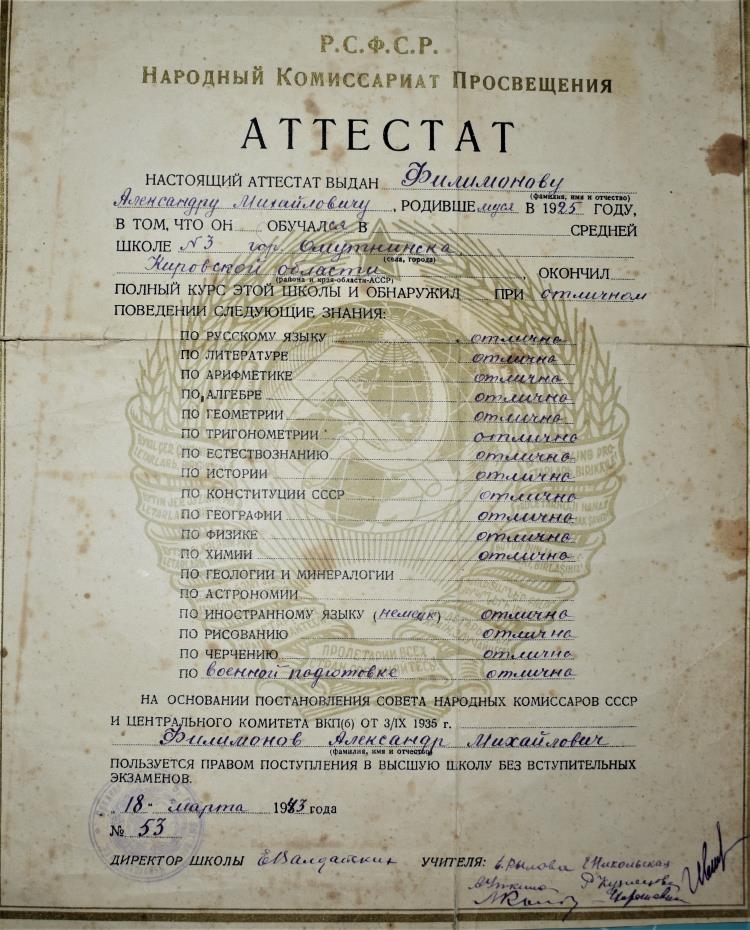 Р.С.Ф.С.Р.
Народный Комиссариат Просвещения
АТТЕСТАТ
НАСТОЯЩИЙ АТТЕСТАТ ВЫДАН Филимонову
(фамилия, имя и отчество)
Александру Михайловичу, РОДИВШЕмуся В 1925 ГОДУ,
В ТОМ, ЧТО ОН ОБУЧАЛся В СРЕДНЕЙ
ШКОЛЕ №3 гор. Омутнинска
(села, города)
Кировской области, ОКОНЧИЛ
(района и края-области-АССР)
ПОЛНЫЙ КУРС ЭТОЙ ШКОЛЫ И ОБНАРУЖИЛ ПРИ отличном
ПОВЕДЕНИИ СЛЕДУЮЩИЕ ЗНАНИЯ:
ПО РУССКОМУ ЯЗЫКУ отлично
ПО ЛИТЕРАТУРЕ отлично
ПО АРИФМЕТИКЕ отлично
ПО АЛГЕБРЕ отлично
ПО ГЕОМЕТРИИ отлично
ПО ТРИГОНОМЕТРИИ отлично
ПО ЕСТЕСТВОЗНАНИЮ отлично
ПО ИСТОРИИ отлично
ПО КОНСТИТУЦИИ СССР отлично
ПО ГЕОГРАФИИ отлично
ПО ФИЗИКЕ отлично
ПО ХИМИИ отлично
ПО ГЕОЛОГИИ И МИНЕРАЛОГИИ
ПО АСТРОНОМИИ
ПО ИНОСТРАННОМУ ЯЗЫКУ (немецк) отлично
ПО РИСОВАНИЮ отлично
ПО ЧЕРЧЕНИЮ отлично
ПО военной подготовке отлично
ПРОЛЕТАРИИ ВСЕХ
НА ОСНОВАНИИ ПОСТАНОВЛЕНИЯ СОВЕТА НАРОДНЫХ КОМИССАРОВ СССР
И ЦЕНТРАЛЬНОГО КОМИТЕТА ВКП(б) ОТ 3/IX 1935 г.
Филимонов Александр Михайлович
(фамилия, имя и отчество)
ПОЛЬЗУЕТСЯ ПРАВОМ ПОСТУПЛЕНИЯ В ВЫСШУЮ ШКОЛУ БЕЗ ВСТУПИТЕЛЬНЫХ
ЭКЗАМЕНОВ.
„18" марта 1943 года
№ 53
ДИРЕКТОР ШКОЛЫ УЧИТЕЛЯ: Никольская